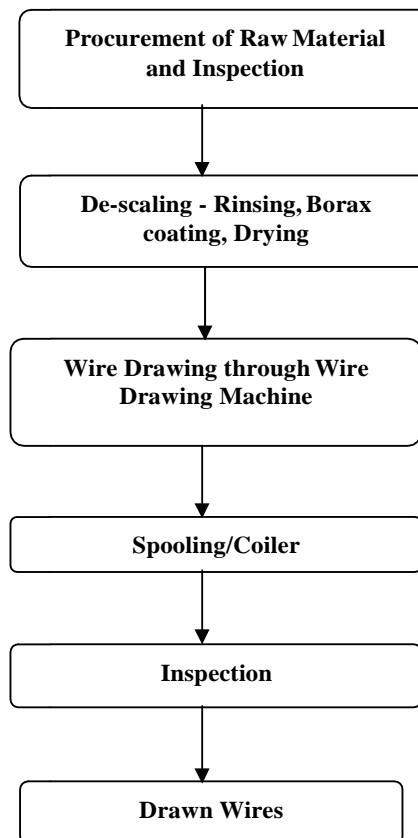 Procurement of Raw Material
and Inspection
De-scaling - Rinsing, Borax
coating, Drying
Wire Drawing through Wire
Drawing Machine
Spooling/Coiler
Inspection
Drawn Wires